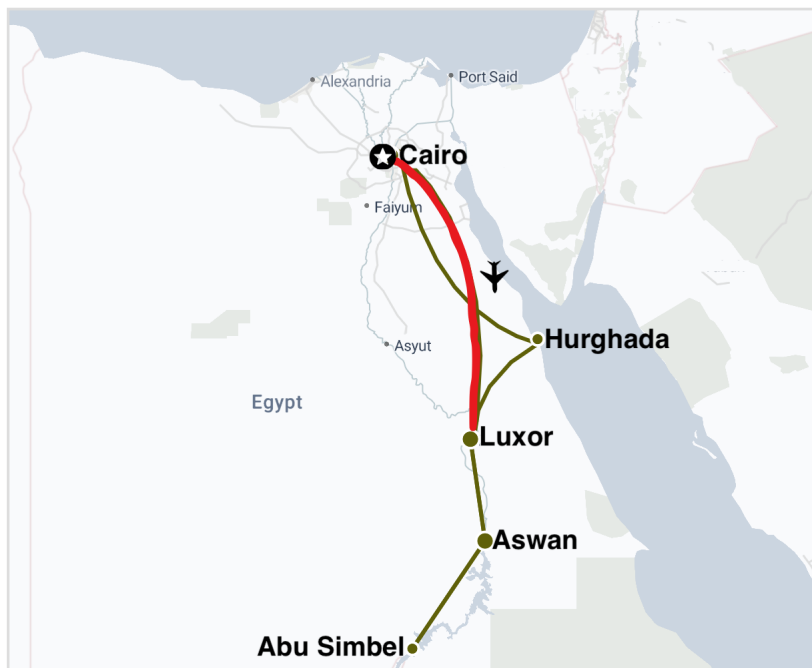 Alexandria
Port Said
Cairo
Faiyum
Hurghada
Asyut
Egypt
Luxor
Aswan
Abu Simbel